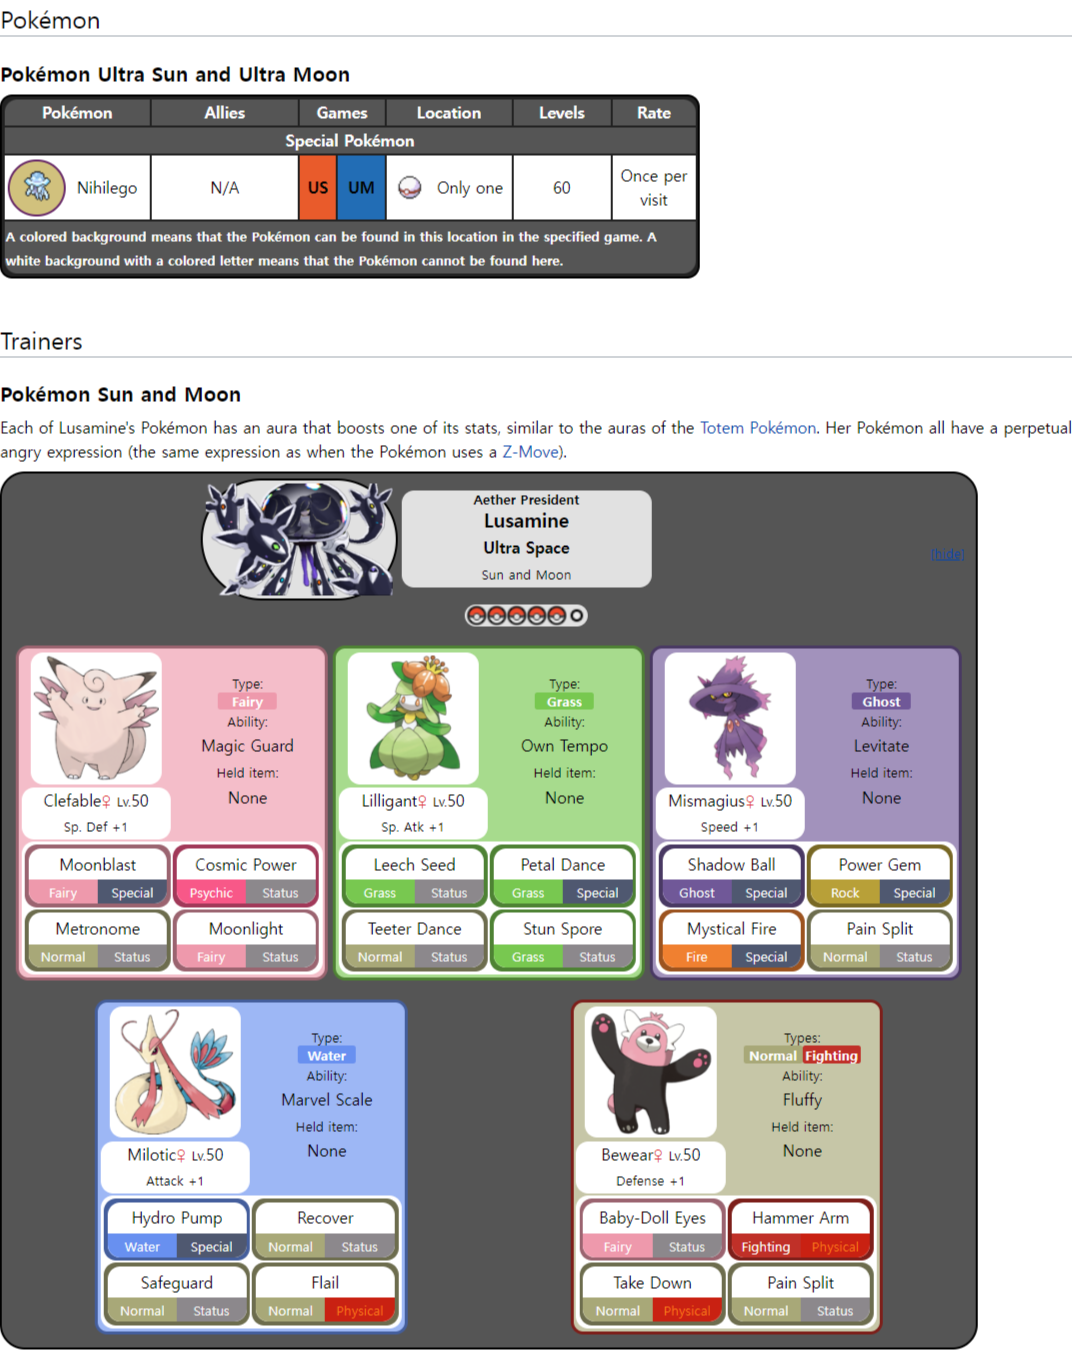 Pokémon
Pokémon Ultra Sun and Ultra Moon
Pokémon Allies Games Location Levels Rate
Special Pokémon
Nihilego N/A US UM Only one 60 Once per visit
A colored background means that the Pokémon can be found in this location in the specified game. A
white background with a colored letter means that the Pokémon cannot be found here.
Trainers
Pokémon Sun and Moon
Each of Lusamine's Pokémon has an aura that boosts one of its stats, similar to the auras of the Totem Pokémon. Her Pokémon all have a perpetual
angry expression (the same expression as when the Pokémon uses a Z-Move).
Aether President
Lusamine
Ultra Space
Sun and Moon
[hide]
Type:
Fairy
Ability:
Magic Guard
Held item:
None
Clefable♀ Lv.50
Sp. Def +1
Moonblast Cosmic Power
Fairy Special Psychic Status
Metronome Moonlight
Normal Status Fairy Status
Type:
Grass
Ability:
Own Tempo
Held item:
None
Lilligant♀ Lv.50
Sp. Atk +1
Leech Seed Petal Dance
Grass Status Grass Special
Teeter Dance Stun Spore
Normal Status Grass Status
Type:
Ghost
Ability:
Levitate
Held item:
None
Mismagius♀ Lv.50
Speed +1
Shadow Ball Power Gem
Ghost Special Rock Special
Mystical Fire Pain Split
Fire Special Normal Status
Type:
Water
Ability:
Marvel Scale
Held item:
None
Milotic♀ Lv.50
Attack +1
Hydro Pump Recover
Water Special Normal Status
Safeguard Flail
Normal Status Normal Physical
Types:
Normal Fighting
Ability:
Fluffy
Held item:
None
Bewear♀ Lv.50
Defense +1
Baby-Doll Eyes Hammer Arm
Fairy Status Fighting Physical
Take Down Pain Split
Normal Physical Normal Status